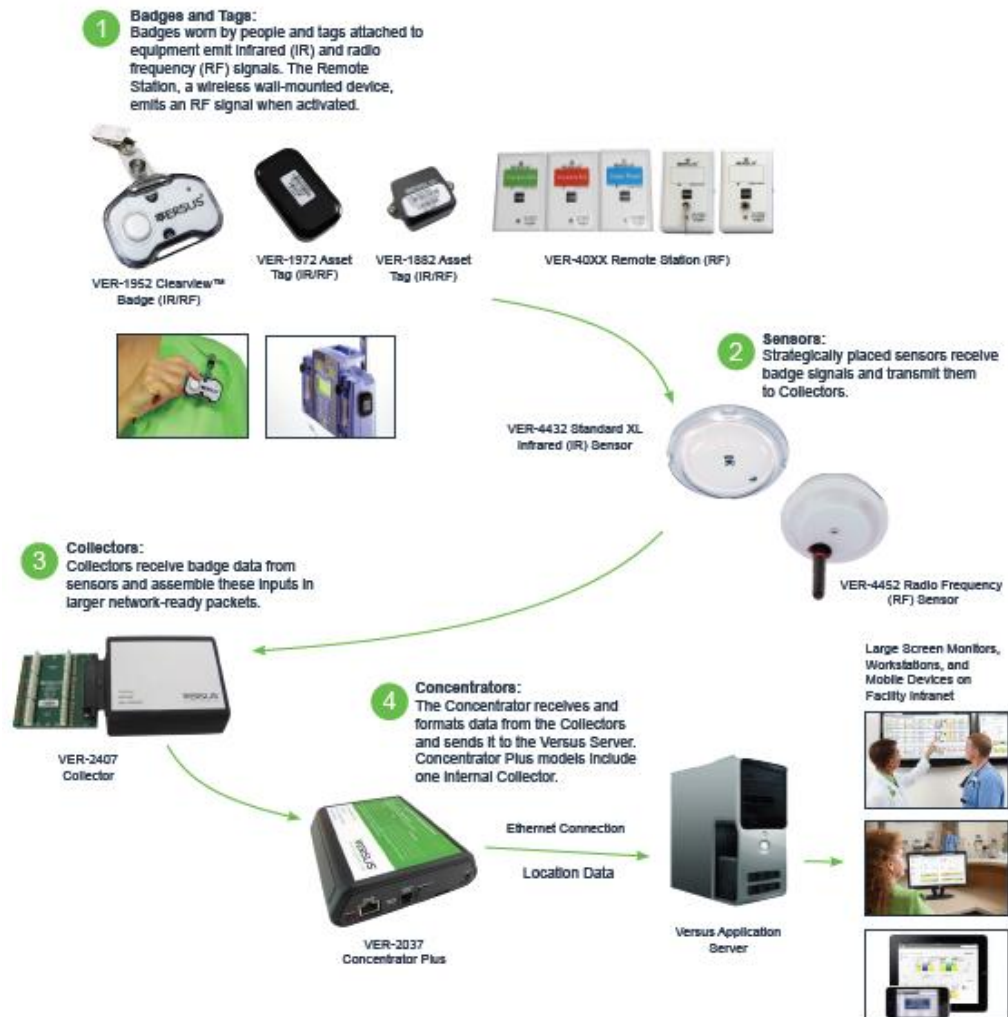 1
Badges and Tags:
Badges worn by people and tags attached to
equipment emit infrared (IR) and radio
frequency (RF) signals. The Remote
Station, a wireless wall-mounted device,
emits an RF signal when activated.
VERSUS
VER-1952 Clearview™
Badge (IR/RF)
VER-1972 Asset
Tag (IR/RF)
VER-1882 Asset
Tag (IR/RF)
VER-40XX Remote Station (RF)
2
Sensors:
Strategically placed sensors receive
badge signals and transmit them
to Collectors.
VER-4432 Standard XL
Infrared (IR) Sensor
VER-4452 Radio Frequency
(RF) Sensor
3
Collectors:
Collectors receive badge data from
sensors and assemble these inputs in
larger network-ready packets.
VERSUS
VER-2407
Collector
4
Concentrators:
The Concentrator receives and
formats data from the Collectors
and sends it to the Versus Server.
Concentrator Plus models include
one internal Collector.
VERSUS
VER-2037
Concentrator Plus
Ethernet Connection
Location Data
Versus Application
Server
Large Screen Monitors,
Workstations, and
Mobile Devices on
Facility Intranet